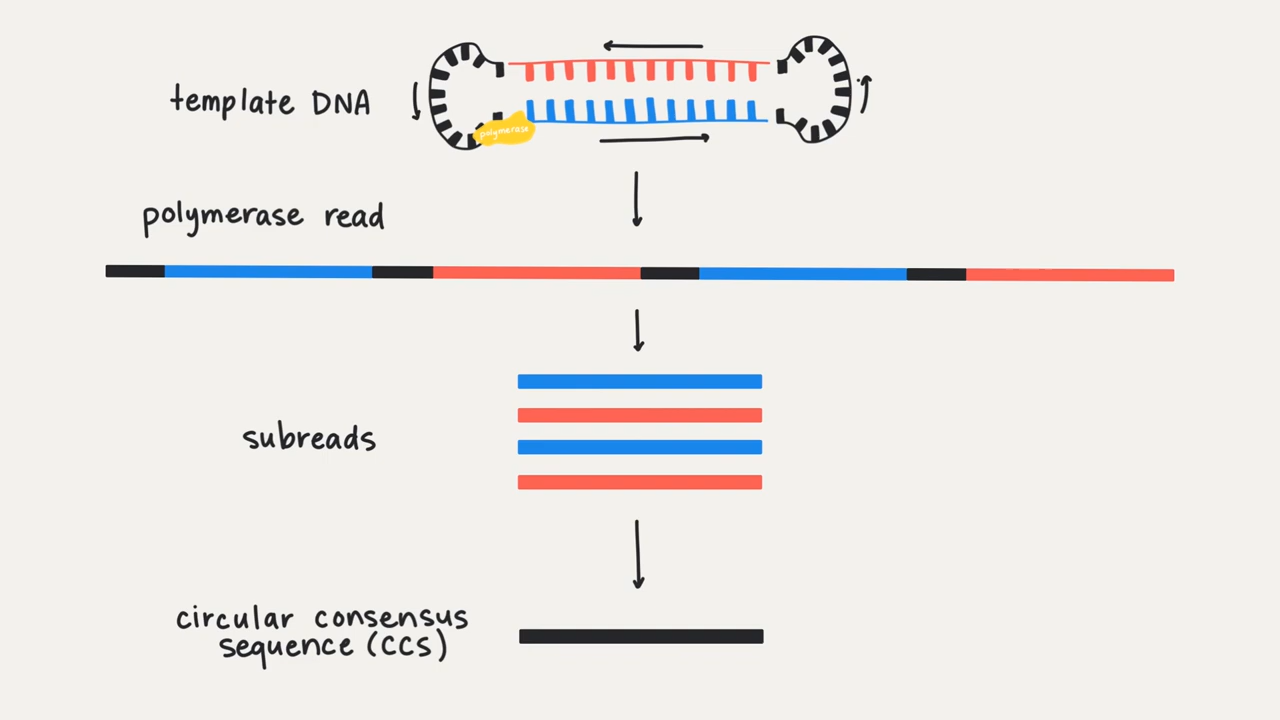 template DNA
polymerase
polymerase read
subreads
circular consensus
sequence (CCS)